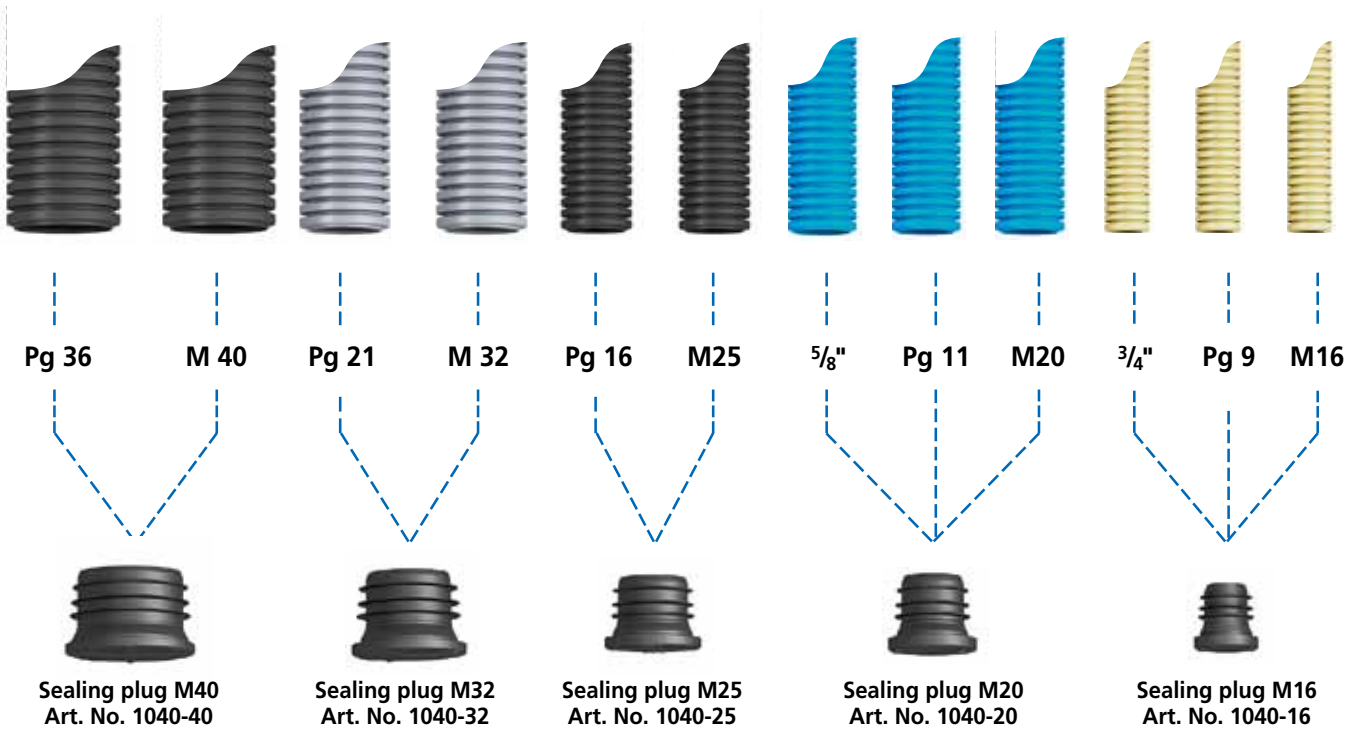 Pg 36
M 40
Pg 21
M 32
Pg 16
M25
5/8"
Pg 11
M20
3/4"
Pg 9
M16
Sealing plug M40
Art. No. 1040-40
Sealing plug M32
Art. No. 1040-32
Sealing plug M25
Art. No. 1040-25
Sealing plug M20
Art. No. 1040-20
Sealing plug M16
Art. No. 1040-16